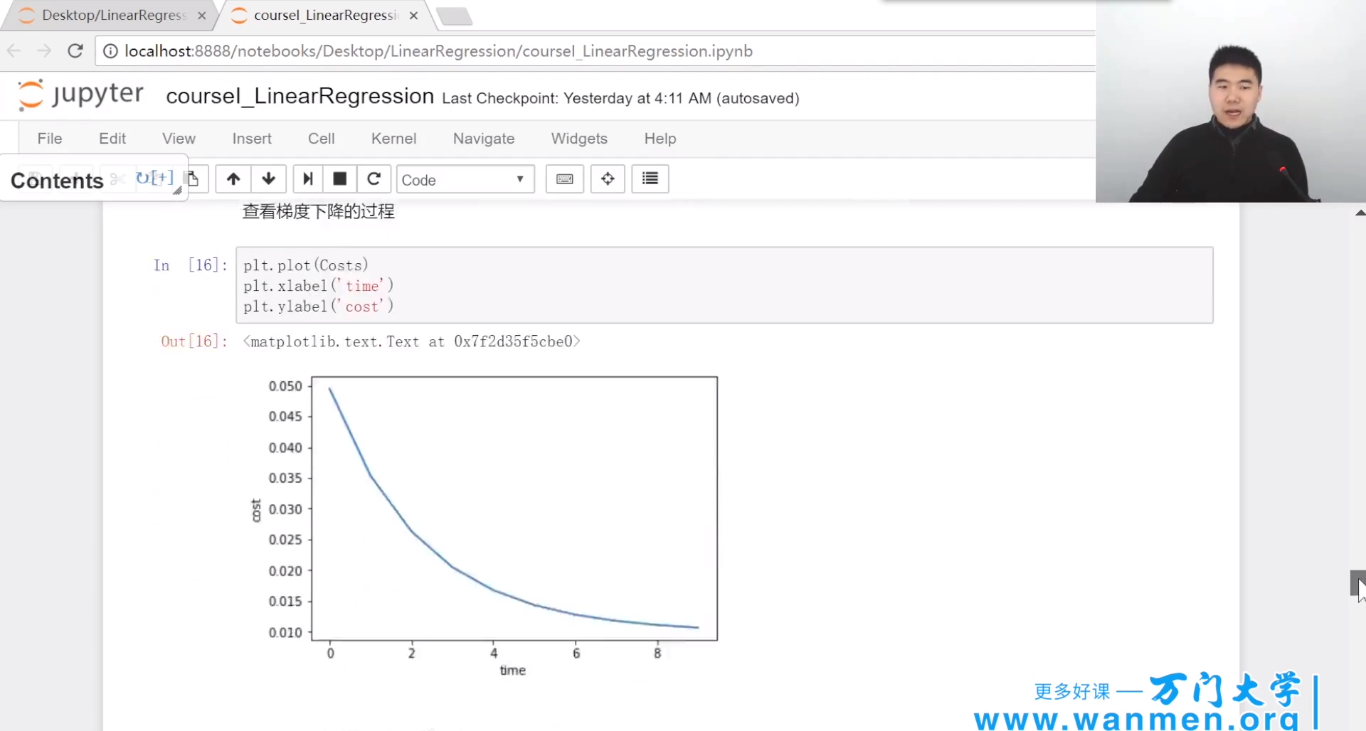 Desktop/LinearRegress
courseI_LinearRegressi
localhost:8888/notebooks/Desktop/LinearRegression/courseI_LinearRegression.ipynb
jupyter courseI_LinearRegression Last Checkpoint: Yesterday at 4:11 AM (autosaved)
File Edit View Insert Cell Kernel Navigate Widgets Help
Contents [+] Code
查看梯度下降的过程
In [16]: plt.plot(Costs)
plt.xlabel('time')
plt.ylabel('cost')
Out[16]: <matplotlib.text.Text at 0x7f2d35f5cbe0>
0.050
0.045
0.040
0.035
0.030
0.025
0.020
0.015
0.010
cost
0 2 4 6 8
time
更多好课 — 万门大学
www.wanmen.org